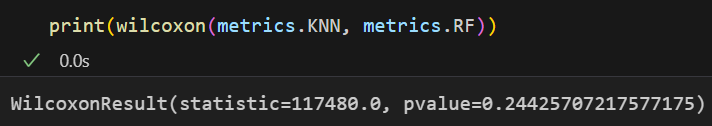 print(wilcoxon(metrics.KNN, metrics.RF))
0.0s
WilcoxonResult(statistic=117480.0, pvalue=0.24425707217577175)